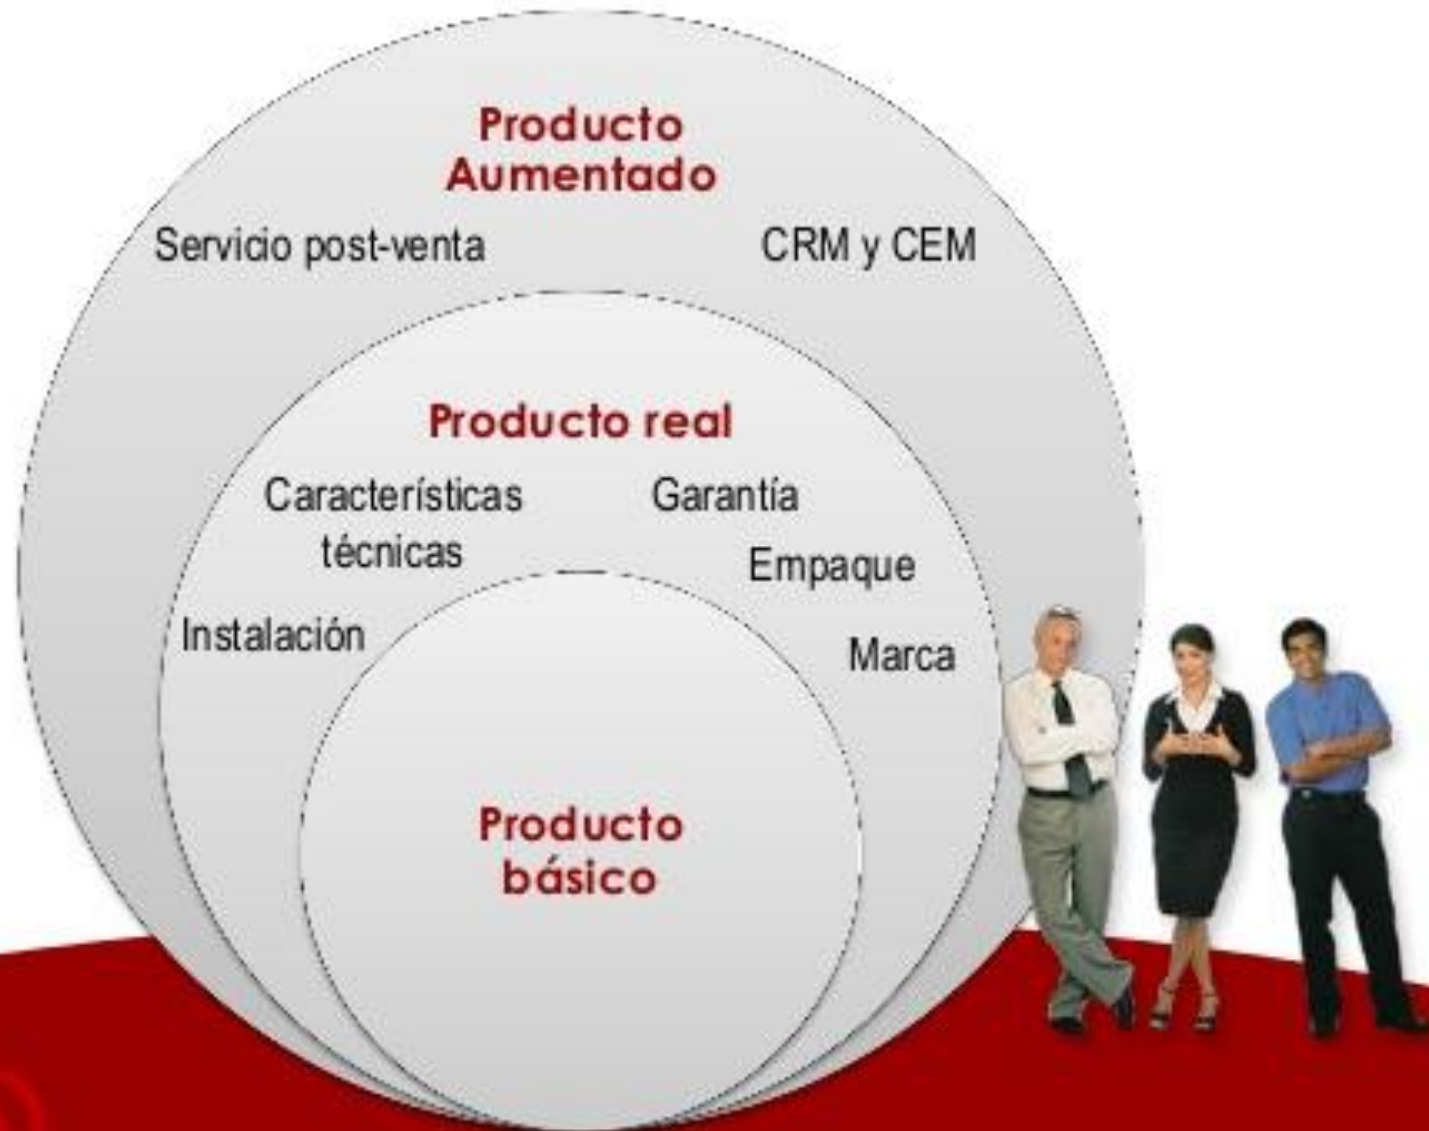 Producto
Aumentado
Servicio post-venta
CRM y CEM
Producto real
Características
técnicas
Garantía
Empaque
Instalación
Marca
Producto
básico